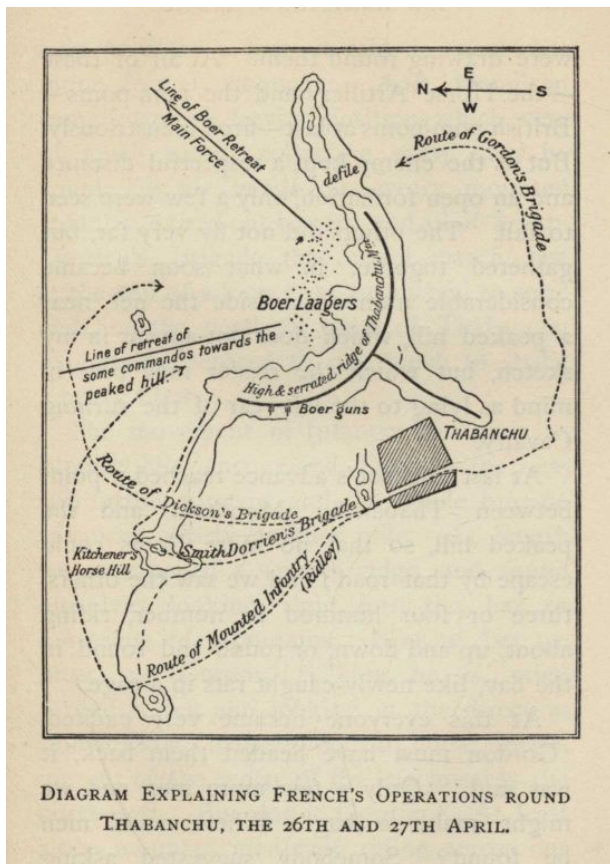 E
N S
W
Line of Boer Retreat
Main Force
Route of Gordon's Brigade
defile
Boer Laagers
High & serrated ridge of Thabanchu Mtn.
Line of retreat of
some commandos towards the
peaked hill.
Boer guns
THABANCHU
Route of Dickson's Brigade
Smith Dorrien's Brigade
Kitchener's
Horse Hill
Route of Mounted Infantry
(Ridley)
DIAGRAM EXPLAINING FRENCH'S OPERATIONS ROUND
THABANCHU, THE 26TH AND 27TH APRIL.